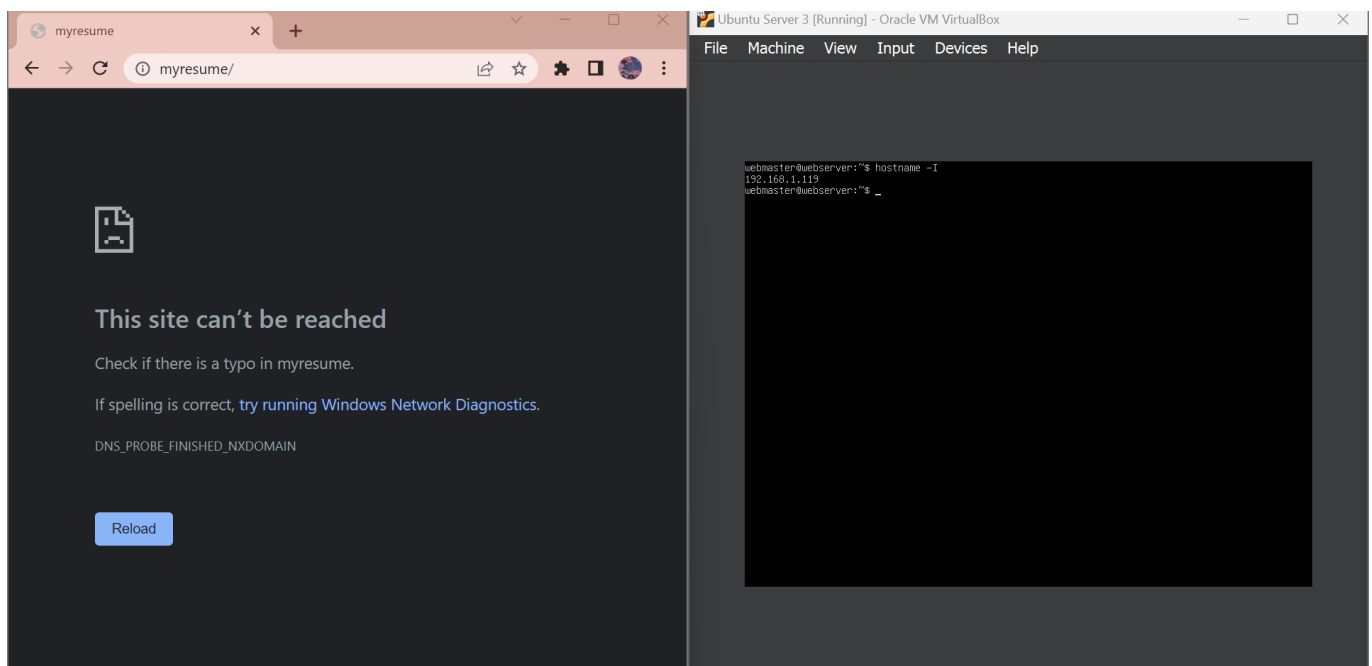 myresume
myresume/
This site can't be reached
Check if there is a typo in myresume.
If spelling is correct, try running Windows Network Diagnostics.
DNS_PROBE_FINISHED_NXDOMAIN
Reload
Ubuntu Server 3 [Running] - Oracle VM VirtualBox
File Machine View Input Devices Help
webmaster@webserver:~$ hostname -I
192.168.1.119
webmaster@webserver:~$ _